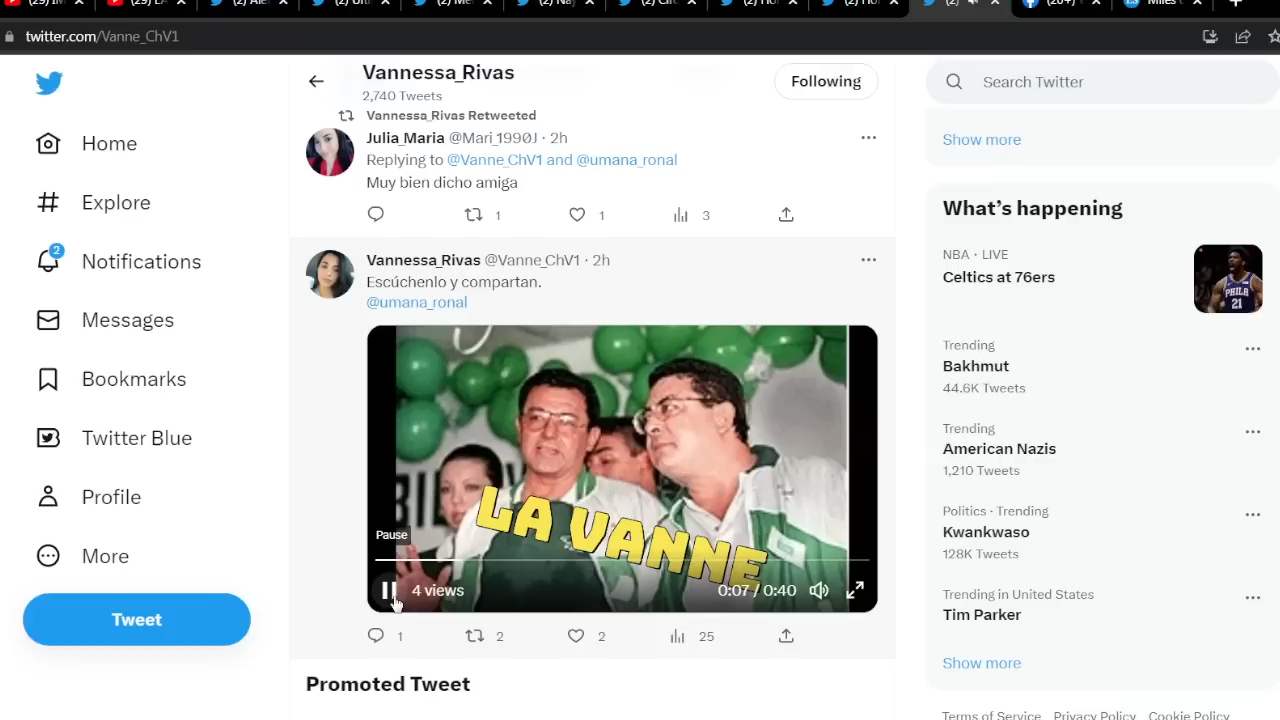 twitter.com/Vanne_ChV1
Home
Explore
2
Notifications
Messages
Bookmarks
Twitter Blue
Profile
More
Tweet
Vannessa_Rivas
2,740 Tweets
Following
Vannessa_Rivas Retweeted
Julia_Maria @Mari_1990J · 2h
Replying to @Vanne_ChV1 and @umana_ronal
Muy bien dicho amiga
1 1 3
Vannessa_Rivas @Vanne_ChV1 · 2h
Escúchenlo y compartan.
@umana_ronal
LA VANNE
Pause
4 views 0:07 / 0:40
1 2 2 25
Promoted Tweet
Search Twitter
Show more
What's happening
NBA · LIVE
Celtics at 76ers
PHILA
21
Trending
Bakhmut
44.6K Tweets
Trending
American Nazis
1,210 Tweets
Politics · Trending
Kwankwaso
128K Tweets
Trending in United States
Tim Parker
Show more
Terms of Service Privacy Policy Cookie Policy